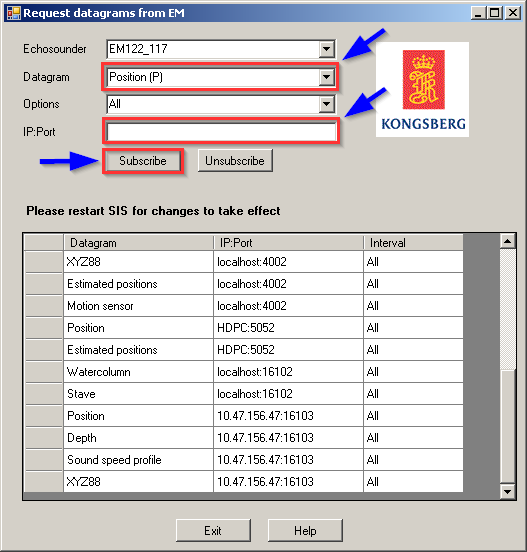 Request datagrams from EM
Echosounder EM122_117
Datagram Position (P)
Options All
IP:Port
KONGSBERG
Subscribe Unsubscribe
Please restart SIS for changes to take effect
Datagram IP:Port Interval
XYZ88 localhost:4002 All
Estimated positions localhost:4002 All
Motion sensor localhost:4002 All
Position HDPC:5052 All
Estimated positions HDPC:5052 All
Watercolumn localhost:16102 All
Stave localhost:16102 All
Position 10.47.156.47:16103 All
Depth 10.47.156.47:16103 All
Sound speed profile 10.47.156.47:16103 All
XYZ88 10.47.156.47:16103 All
Exit Help